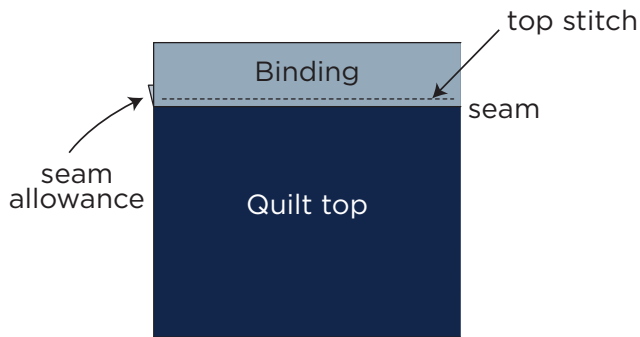 top stitch
Binding
seam
seam
allowance
Quilt top